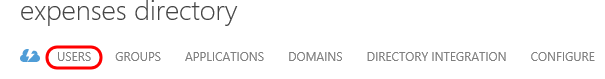 expenses directory
USERS GROUPS APPLICATIONS DOMAINS DIRECTORY INTEGRATION CONFIGURE